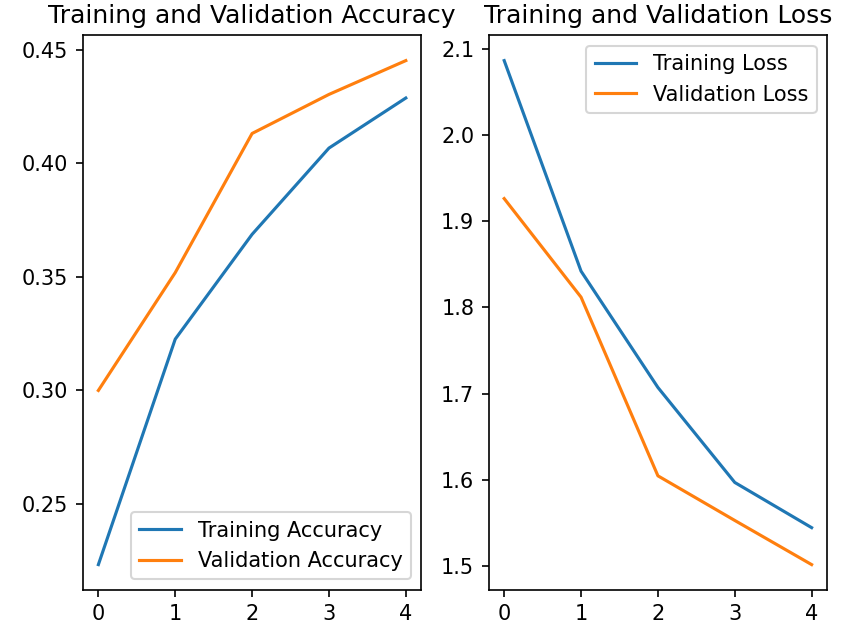 Training and Validation Accuracy
0.45
0.40
0.35
0.30
0.25
Training Accuracy
Validation Accuracy
0 1 2 3 4
Training and Validation Loss
2.1
2.0
1.9
1.8
1.7
1.6
1.5
Training Loss
Validation Loss
0 1 2 3 4